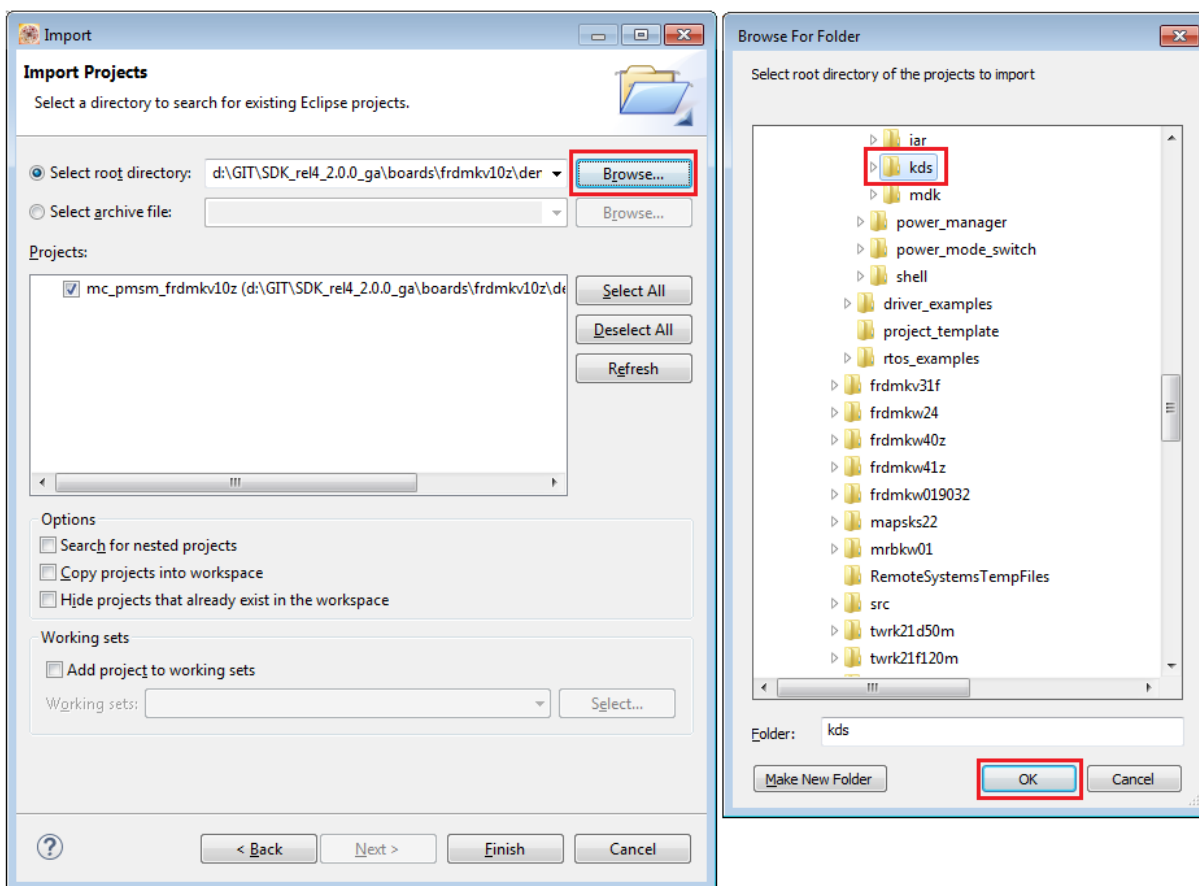 Import
Import Projects
Select a directory to search for existing Eclipse projects.
Select root directory: d:\GIT\SDK_rel4_2.0.0_ga\boards\frdmkv10z\der Browse...
Select archive file: Browse...
Projects:
mc_pmsm_frdmkv10z (d:\GIT\SDK_rel4_2.0.0_ga\boards\frdmkv10z\de
Select All
Deselect All
Refresh
Options
Search for nested projects
Copy projects into workspace
Hide projects that already exist in the workspace
Working sets
Add project to working sets
Working sets: Select...
? < Back Next > Finish Cancel
Browse For Folder
Select root directory of the projects to import
iar
kds
mdk
power_manager
power_mode_switch
shell
driver_examples
project_template
rtos_examples
frdmkv31f
frdmkw24
frdmkw40z
frdmkw41z
frdmkw019032
mapsks22
mrbkw01
RemoteSystemsTempFiles
src
twrk21d50m
twrk21f120m
Folder: kds
Make New Folder OK Cancel